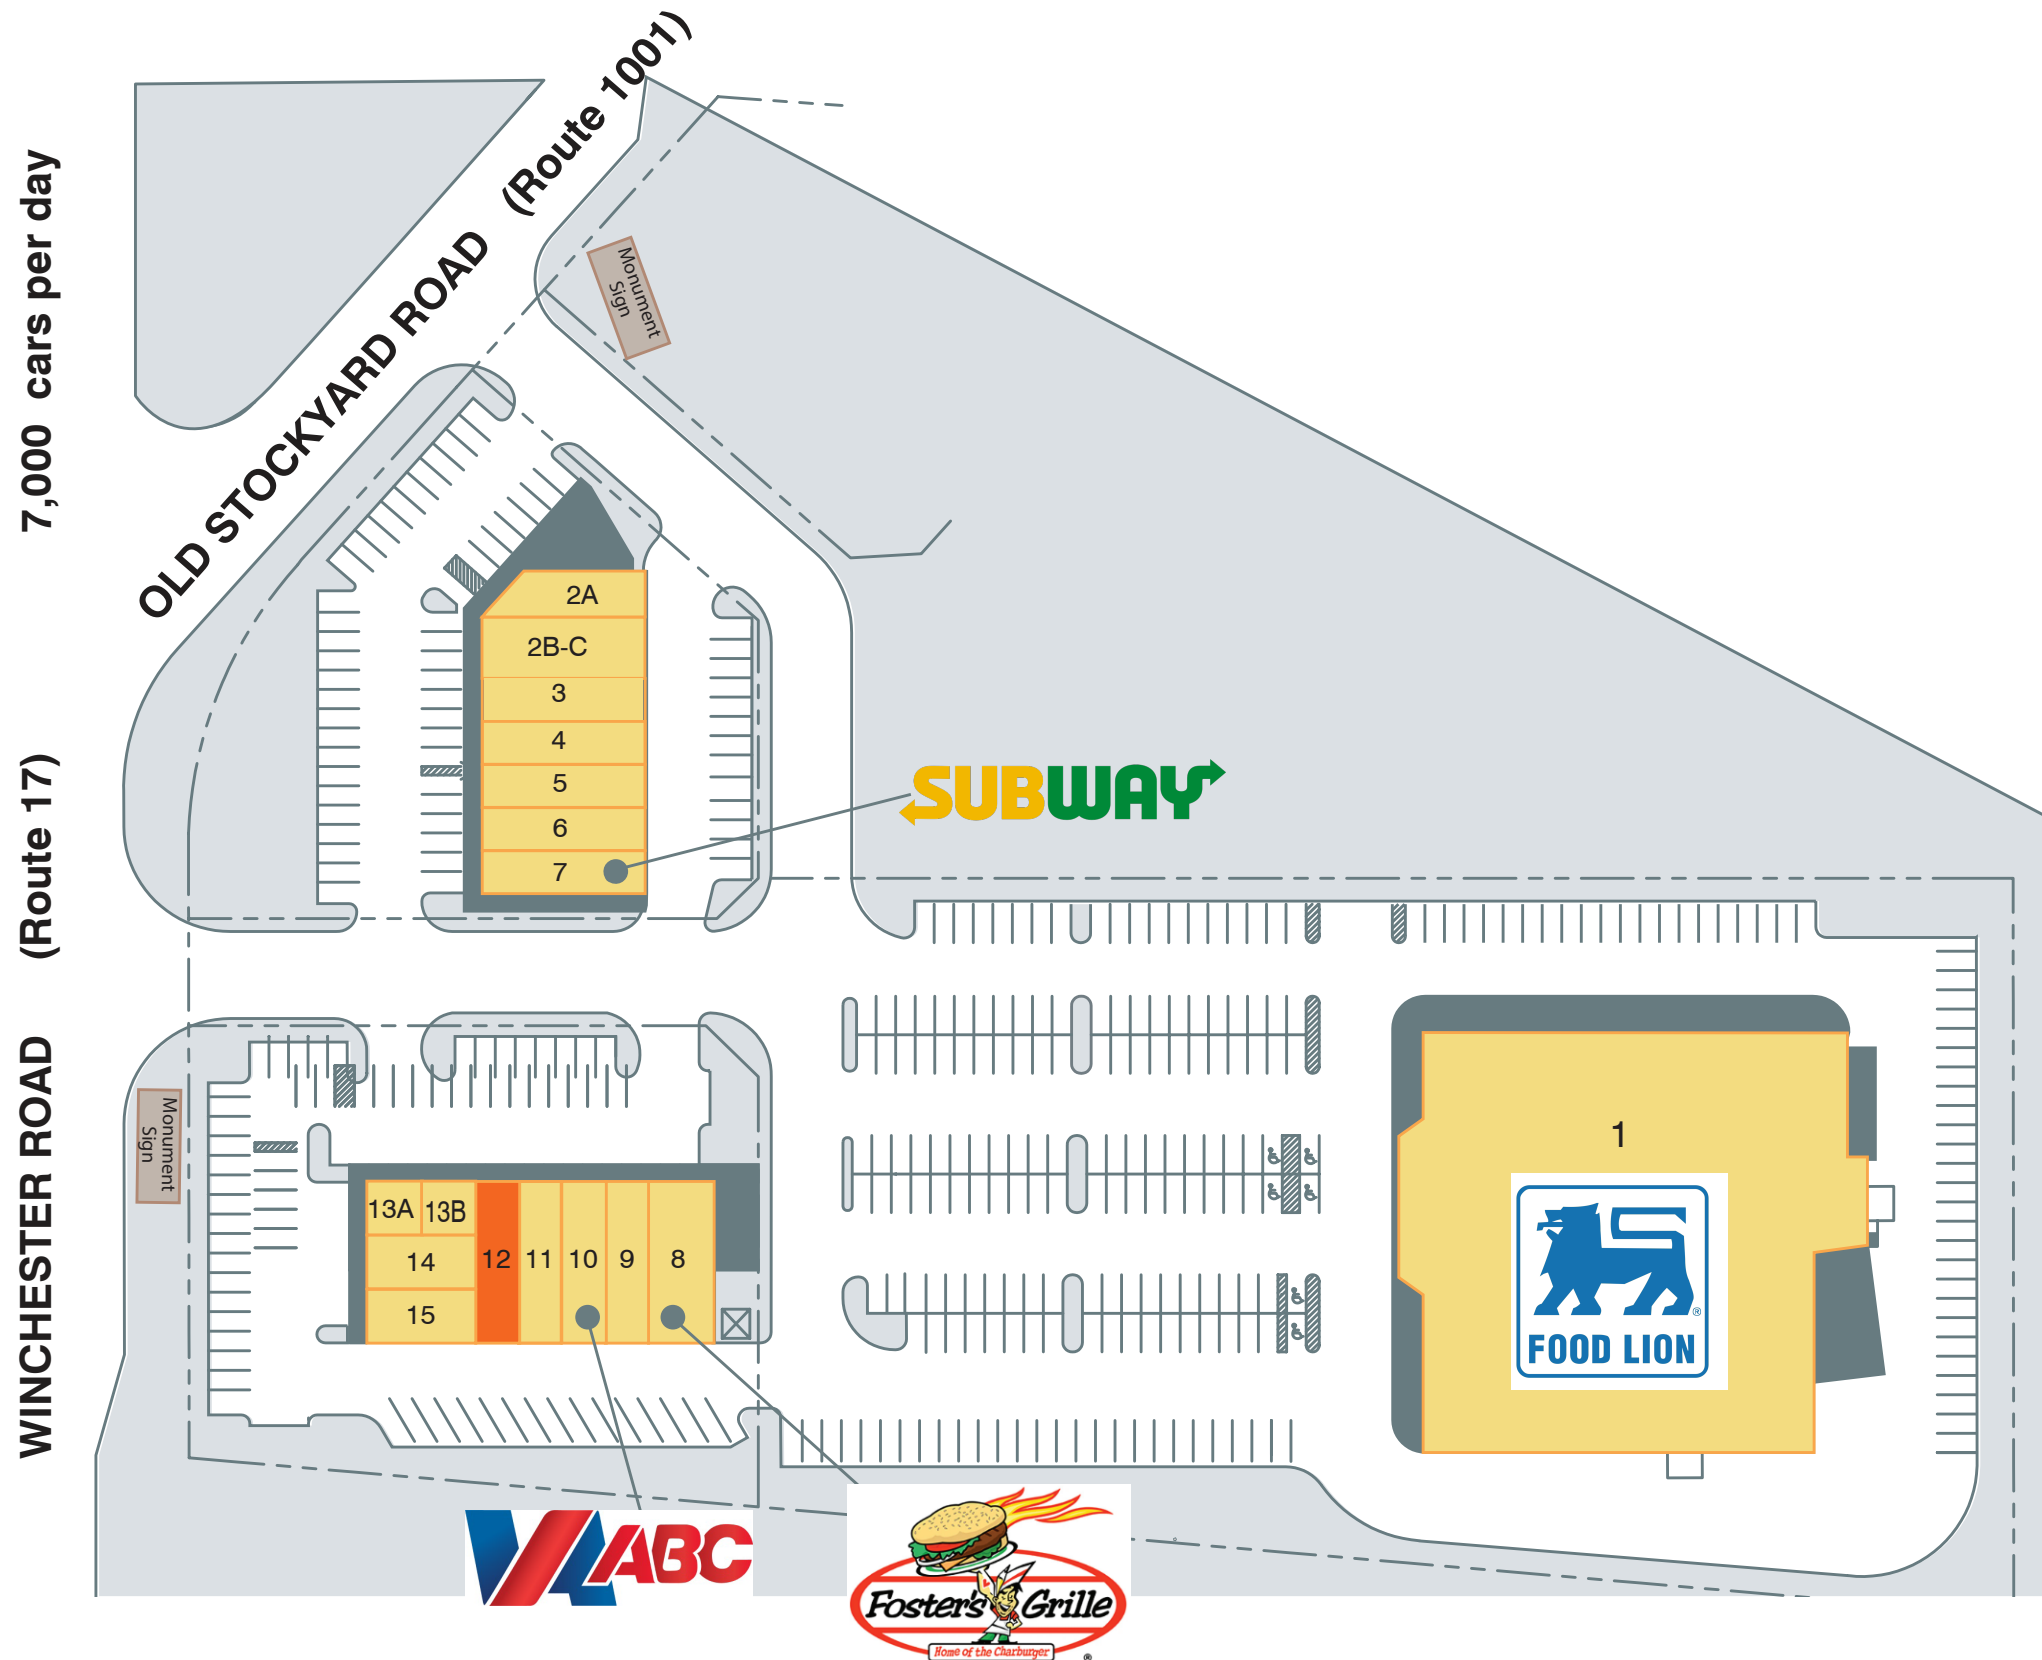 7,000 cars per day
(Route 17)
WINCHESTER ROAD
OLD STOCKYARD ROAD (Route 1001)
Monument
Sign
2A
2B-C
3
4
5
6
7
SUBWAY
Monument
Sign
13A
13B
14
15
12
11
10
9
8
1
FOOD LION
®
VA ABC
Foster's Grille
Home of the Charburger
®